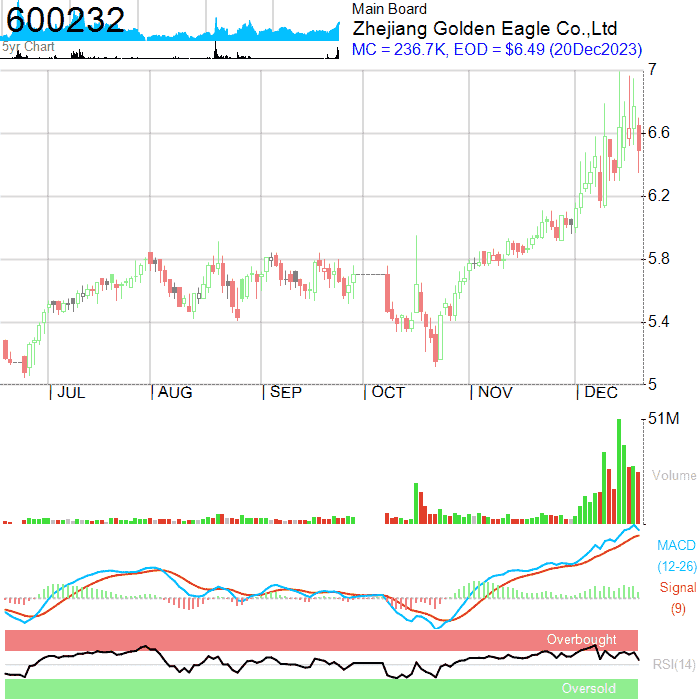 600232
5yr Chart
Main Board
Zhejiang Golden Eagle Co.,Ltd
MC = 236.7K, EOD = $6.49 (20Dec2023)
7
6.6
6.2
5.8
5.4
5
JUL
AUG
SEP
OCT
NOV
DEC
51M
Volume
MACD
(12-26)
Signal
(9)
Overbought
RSI(14)
Oversold